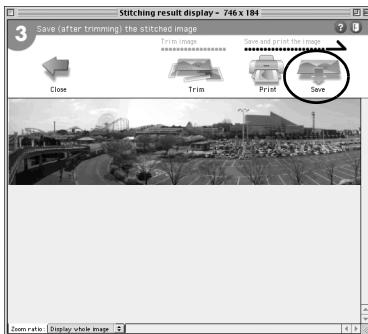 Stitching result display - 746 x 184
3 Save (after trimming) the stitched image ?
Trim image Save and print the image
Close Trim Print Save
Zoom ratio: Display whole image